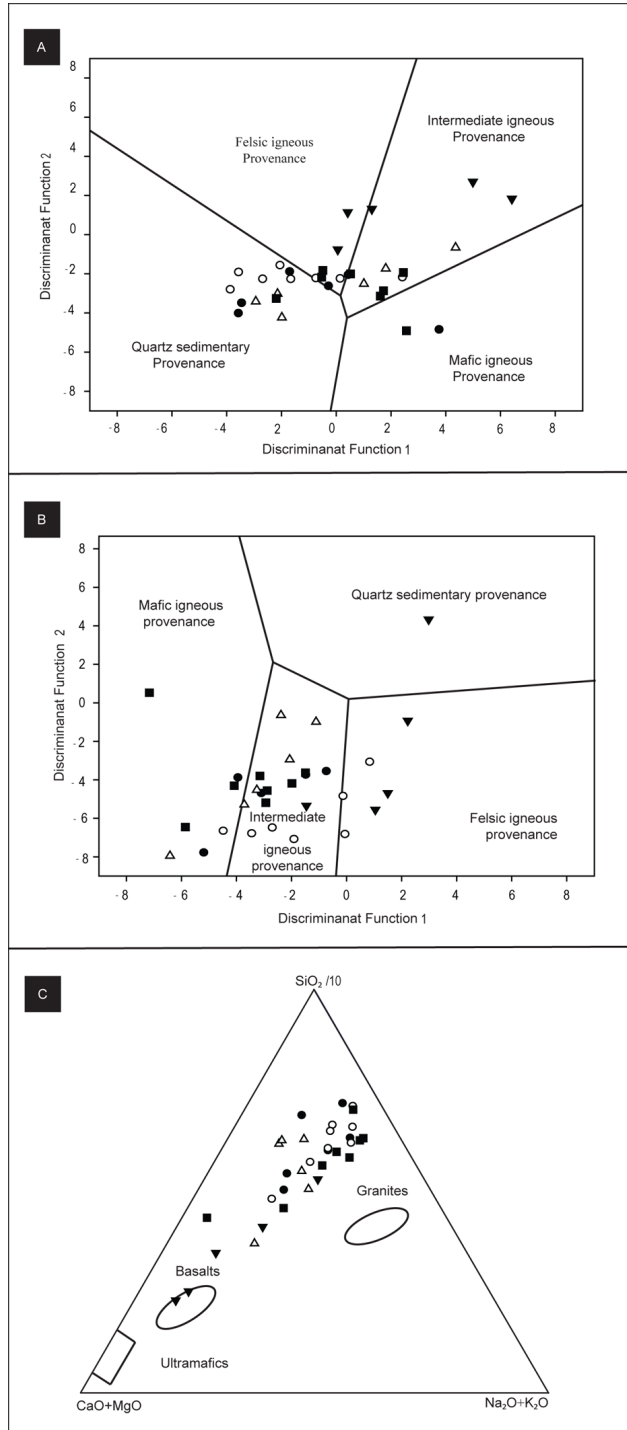 A
8
6
4
2
0
-2
-4
-6
-8
Discriminanat Function 2
Felsic igneous
Provenance
Intermediate igneous
Provenance
Quartz sedimentary
Provenance
Mafic igneous
Provenance
-8 -6 -4 -2 0 2 4 6 8
Discriminanat Function 1
B
8
6
4
2
0
-2
-4
-6
-8
Discriminanat Function 2
Mafic igneous
provenance
Quartz sedimentary provenance
Intermediate
igneous
provenance
Felsic igneous
provenance
-8 -6 -4 -2 0 2 4 6 8
Discriminanat Function 1
C
SiO₂ /10
Granites
Basalts
Ultramafics
CaO+MgO
Na₂O+K₂O